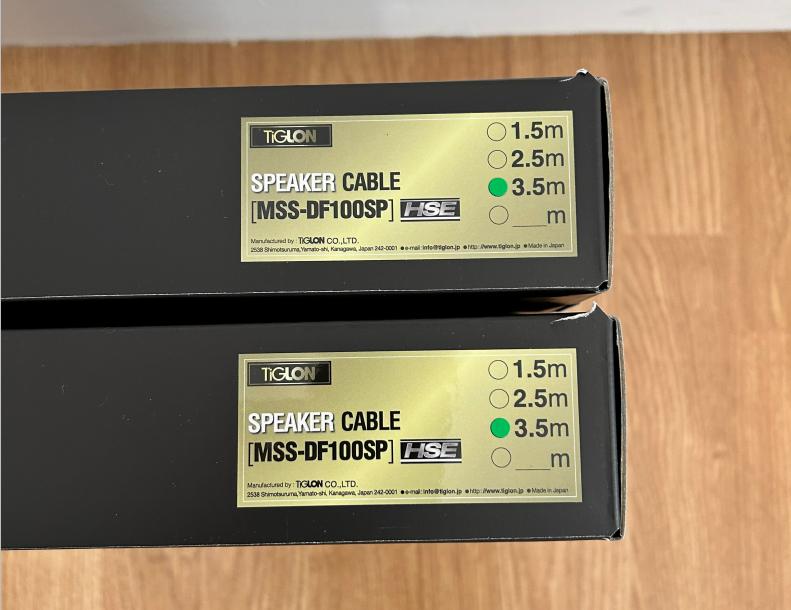 TiGLON
○ 1.5m
○ 2.5m
● 3.5m
○ ___m
SPEAKER CABLE
[MSS-DF100SP] HSE
Manufactured by : TiGLON CO.,LTD.
2538 Shimotsuruma,Yamato-shi, Kanagawa, Japan 242-0001 ●e-mail:info@tiglon.jp ●http://www.tiglon.jp ●Made in Japan
TiGLON
○ 1.5m
○ 2.5m
● 3.5m
○ ___m
SPEAKER CABLE
[MSS-DF100SP] HSE
Manufactured by : TiGLON CO.,LTD.
2538 Shimotsuruma,Yamato-shi, Kanagawa, Japan 242-0001 ●e-mail:info@tiglon.jp ●http://www.tiglon.jp ●Made in Japan